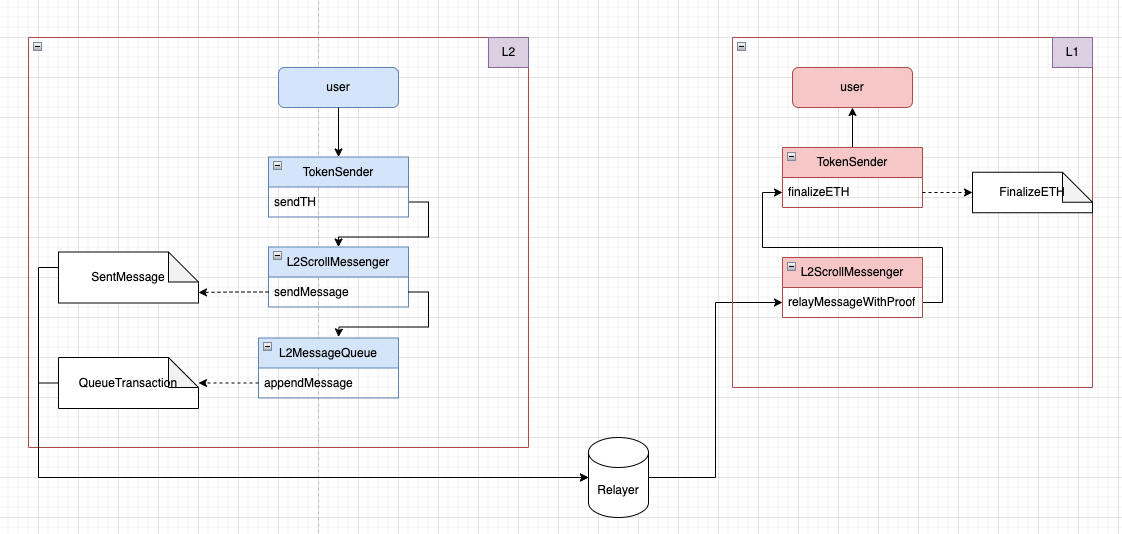 L2
user
TokenSender
sendTH
L2ScrollMessenger
sendMessage
SentMessage
L2MessageQueue
appendMessage
QueueTransaction
Relayer
L1
user
TokenSender
finalizeETH
FinalizeETH
L2ScrollMessenger
relayMessageWithProof